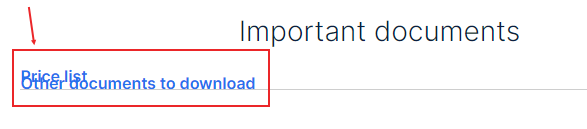 Important documents
Price list
Other documents to download